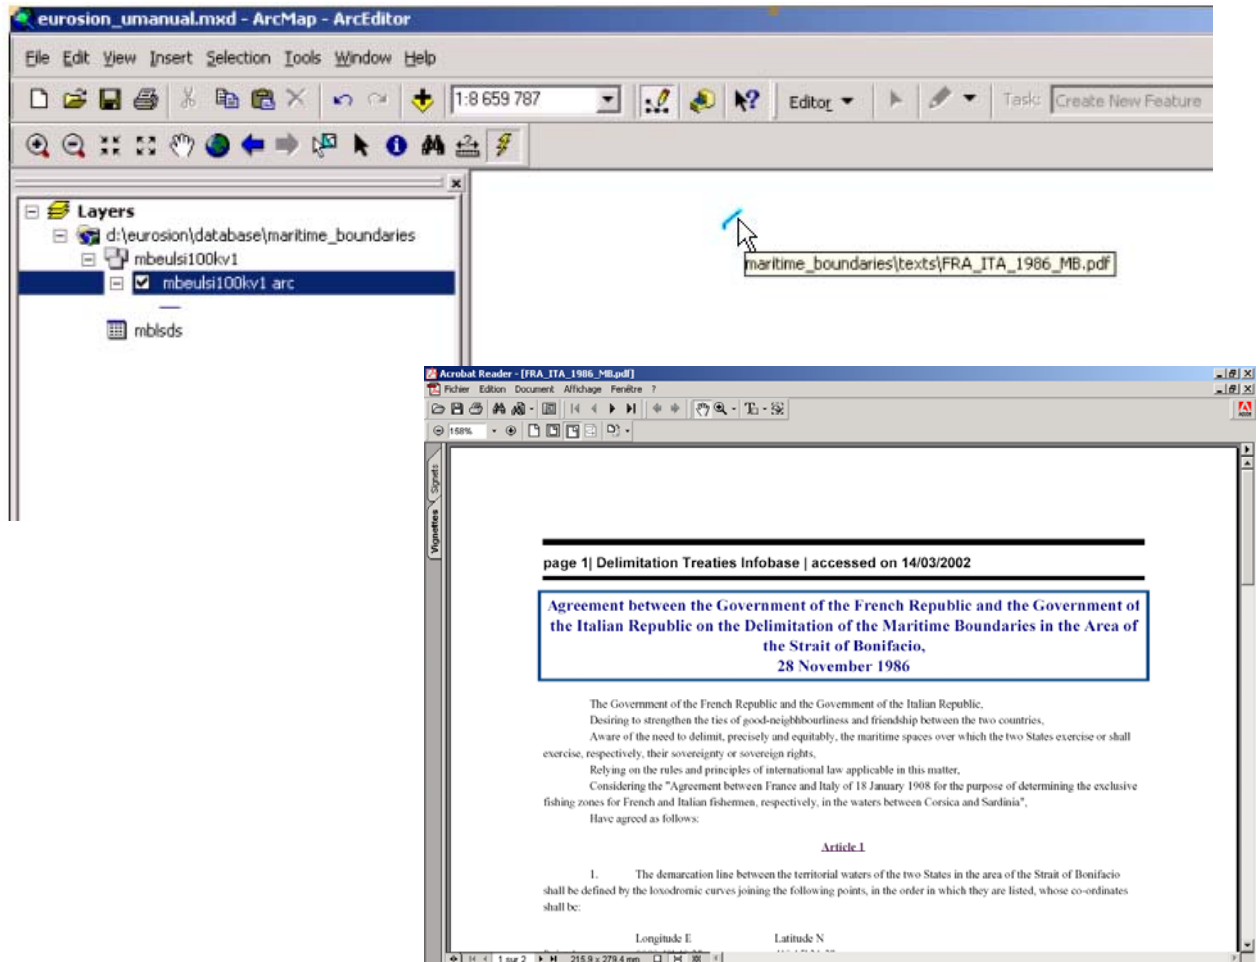 eurosion_umanual.mxd - ArcMap - ArcEditor
File Edit View Insert Selection Tools Window Help
1:8 659 787 Editor Task: Create New Feature
Layers
d:\eurosion\database\maritime_boundaries
mbeulsi100kv1
mbeulsi100kv1 arc
mblsds
maritime_boundaries\texts\FRA_ITA_1986_MB.pdf
Acrobat Reader - [FRA_ITA_1986_MB.pdf]
Fichier Edition Document Affichage Fenêtre ?
158%
Signets
Vignettes
page 1| Delimitation Treaties Infobase | accessed on 14/03/2002
Agreement between the Government of the French Republic and the Government of
the Italian Republic on the Delimitation of the Maritime Boundaries in the Area of
the Strait of Bonifacio,
28 November 1986
The Government of the French Republic and the Government of the Italian Republic,
Desiring to strengthen the ties of good-neigbhbourliness and friendship between the two countries,
Aware of the need to delimit, precisely and equitably, the maritime spaces over which the two States exercise or shall
exercise, respectively, their sovereignty or sovereign rights,
Relying on the rules and principles of international law applicable in this matter,
Considering the "Agreement between France and Italy of 18 January 1908 for the purpose of determining the exclusive
fishing zones for French and Italian fishermen, respectively, in the waters between Corsica and Sardinia",
Have agreed as follows:
Article 1
1. The demarcation line between the territorial waters of the two States in the area of the Strait of Bonifacio
shall be defined by the loxodromic curves joining the following points, in the order in which they are listed, whose co-ordinates
shall be:
Longitude E Latitude N
1 sur 2 215,9 x 279,4 mm